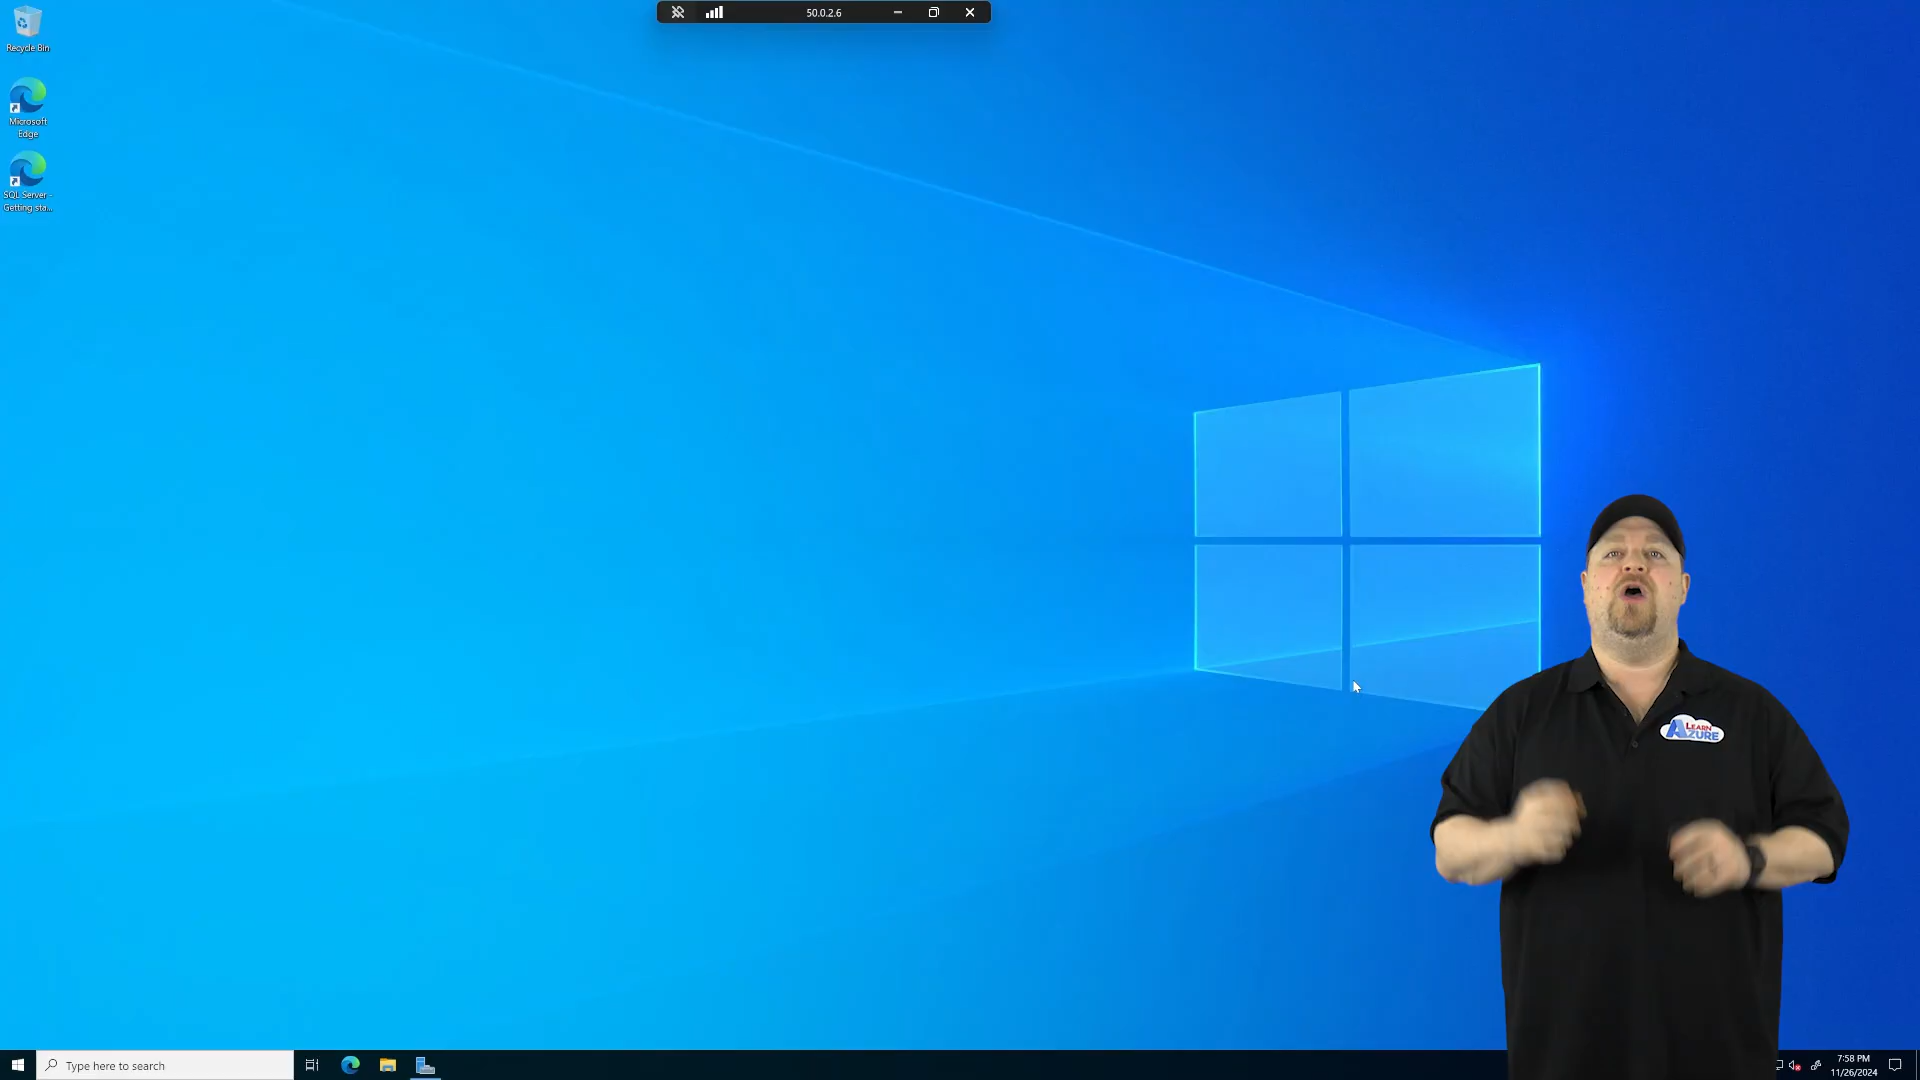 50.0.2.6
Recycle Bin
Microsoft
Edge
SQL Server -
Getting sta...
LEARN
AZURE
Type here to search
7:58 PM
11/26/2024